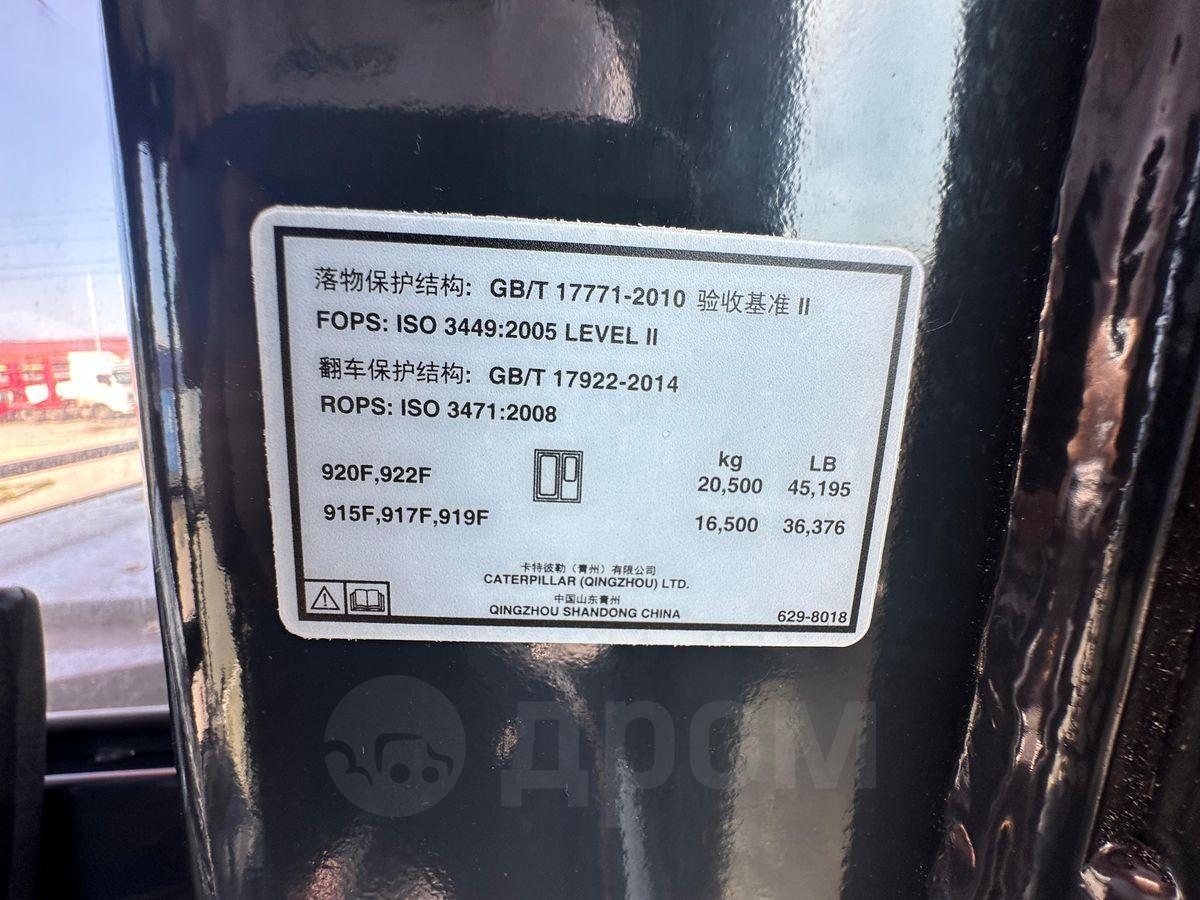 落物保护结构: GB/T 17771-2010 验收基准 II
FOPS: ISO 3449:2005 LEVEL II
翻车保护结构: GB/T 17922-2014
ROPS: ISO 3471:2008
kg LB
920F,922F 20,500 45,195
915F,917F,919F 16,500 36,376
卡特彼勒（青州）有限公司
CATERPILLAR (QINGZHOU) LTD.
中国山东青州
QINGZHOU SHANDONG CHINA
629-8018
дром